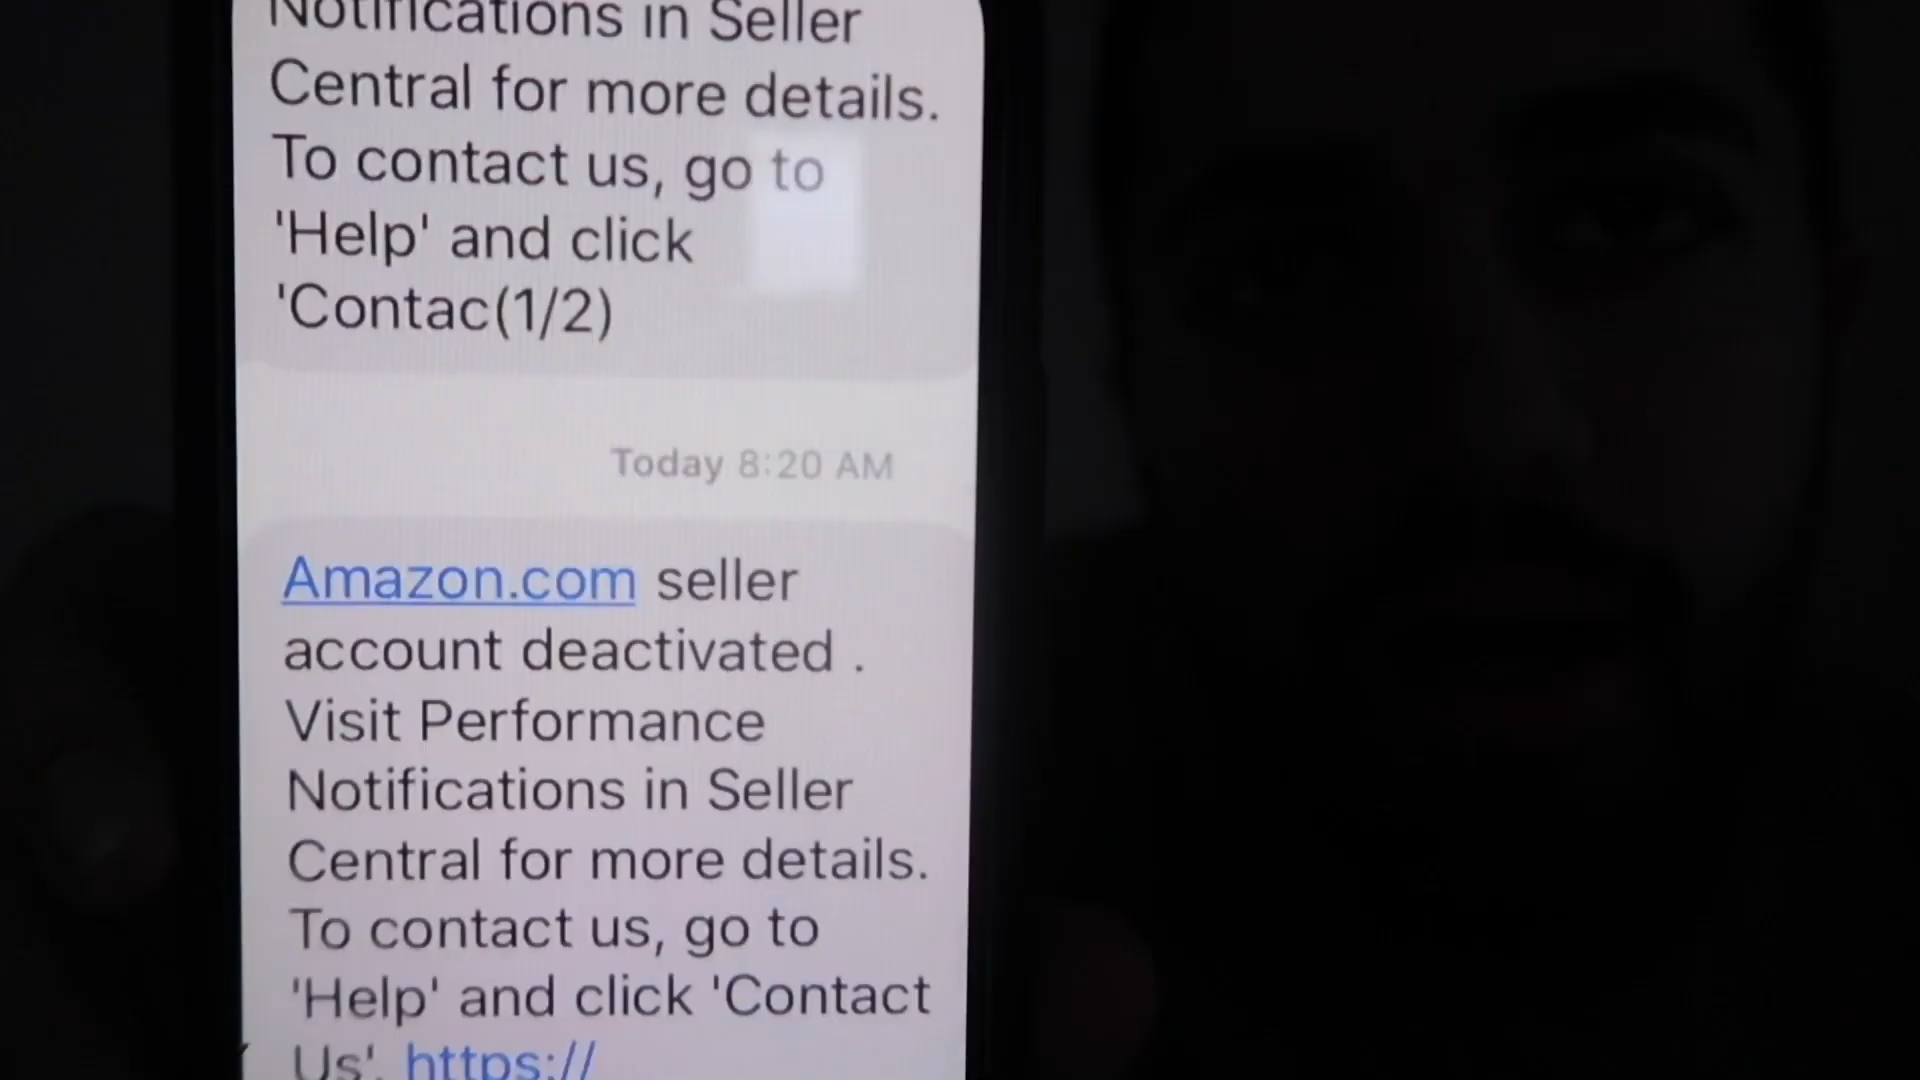 Notifications in Seller
Central for more details.
To contact us, go to
'Help' and click
'Contac(1/2)
Today 8:20 AM
Amazon.com seller
account deactivated .
Visit Performance
Notifications in Seller
Central for more details.
To contact us, go to
'Help' and click 'Contact
Us'. https://